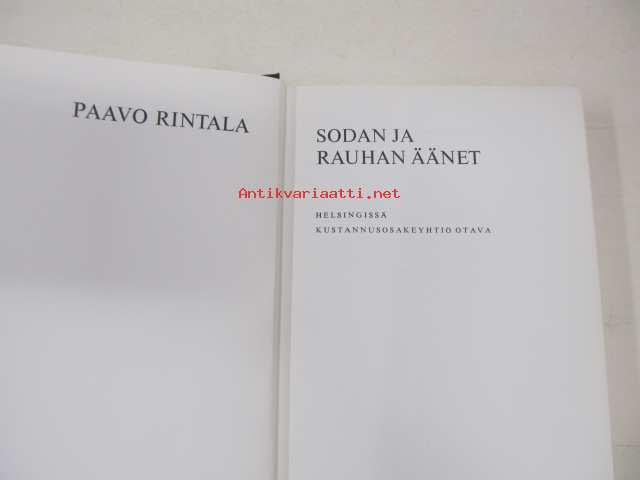 PAAVO RINTALA
SODAN JA
RAUHAN ÄÄNET
Antikvariaatti.net
HELSINGISSÄ
KUSTANNUSOSAKEYHTIÖ OTAVA